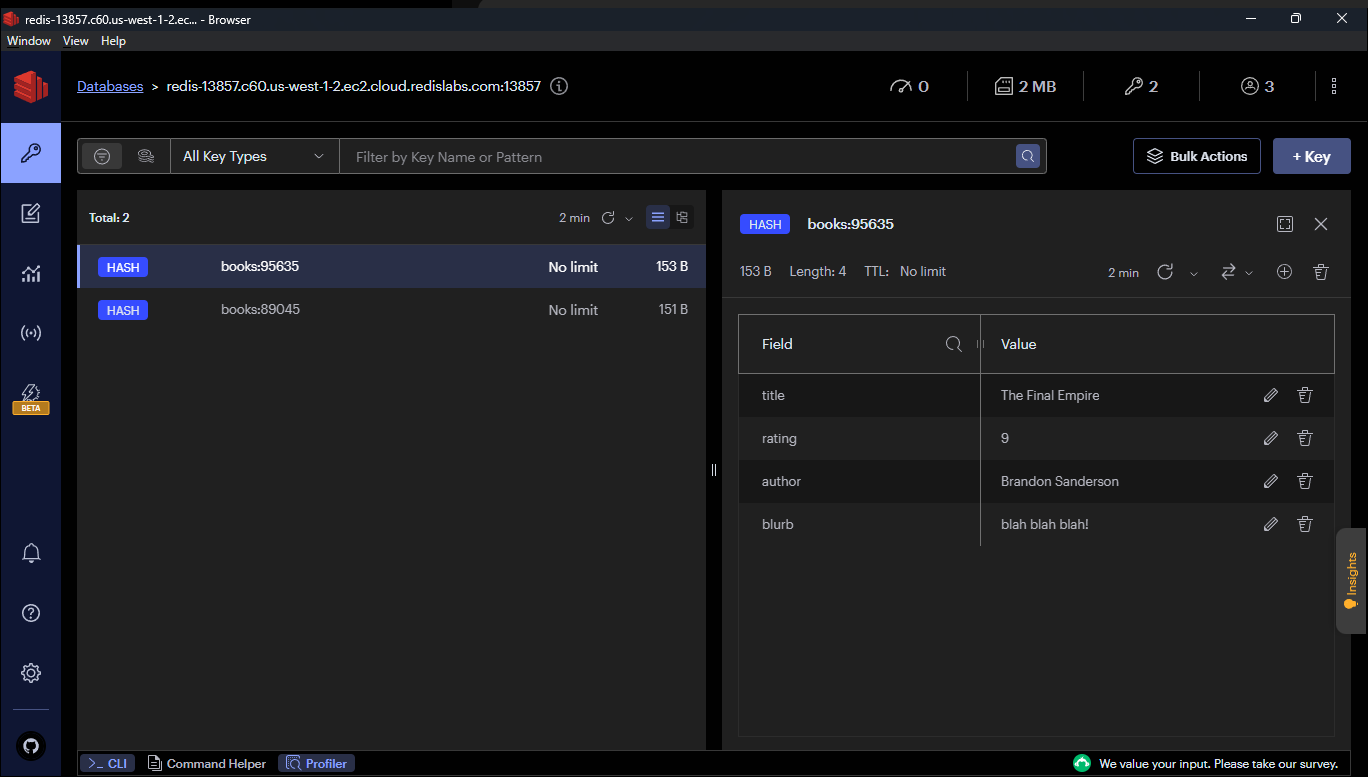 redis-13857.c60.us-west-1-2.ec... - Browser
Window View Help
Databases > redis-13857.c60.us-west-1-2.ec2.cloud.redislabs.com:13857
0 2 MB 2 3
All Key Types Filter by Key Name or Pattern Bulk Actions + Key
Total: 2 2 min
HASH books:95635 No limit 153 B
HASH books:89045 No limit 151 B
BETA
HASH books:95635
153 B Length: 4 TTL: No limit 2 min
Field Value
title The Final Empire
rating 9
author Brandon Sanderson
blurb blah blah blah!
Insights
>_ CLI Command Helper Profiler We value your input. Please take our survey.